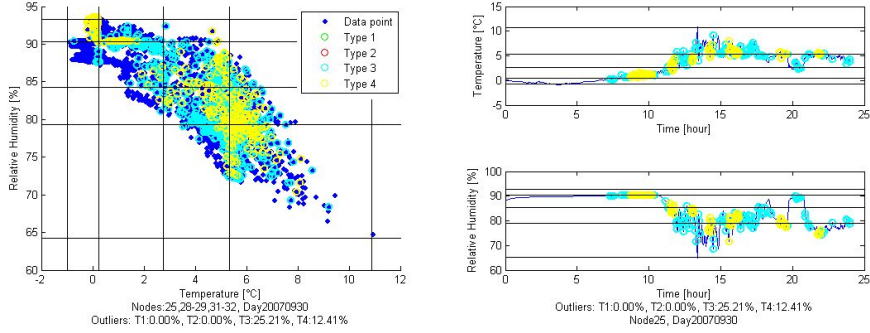 95
90
85
80
75
70
65
60
Relative Humidity [%]
-2
0
2
4
6
8
10
12
Temperature [°C]
Data point
Type 1
Type 2
Type 3
Type 4
Nodes:25,28-29,31-32, Day20070930
Outliers: T1:0.00%, T2:0.00%, T3:25.21%, T4:12.41%
15
10
5
0
-5
Temperature [°C]
0
5
10
15
20
25
Time [hour]
100
90
80
70
60
Relative Humidity [%]
0
5
10
15
20
25
Time [hour]
Outliers: T1:0.00%, T2:0.00%, T3:25.21%, T4:12.41%
Node25, Day20070930